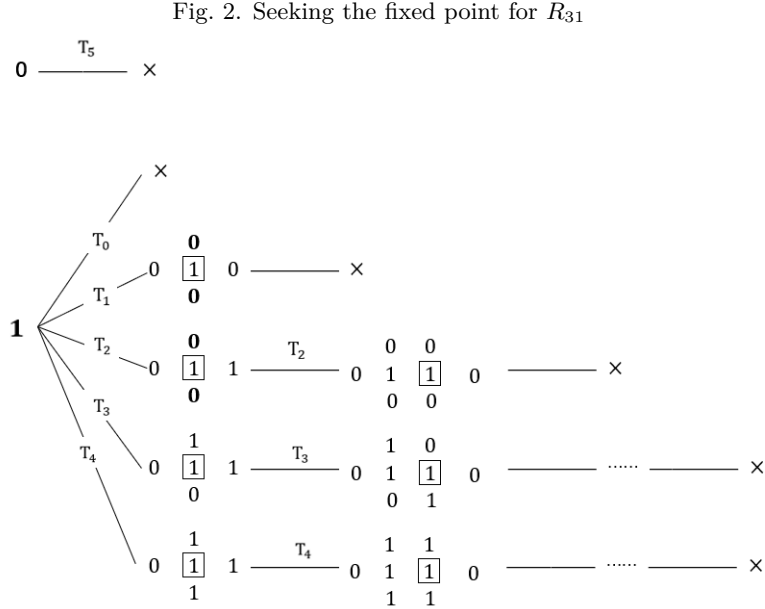 Fig. 2. Seeking the fixed point for R₃₁
T₅
0 ×
×
T₀
0
0 1 0 ×
T₁
0
1
0 0 0
T₂ T₂
0 1 1 0 1 1 0 ×
0 0 0
T₃
1 1 0
T₄ T₃
0 1 1 0 1 1 0 ...... ×
0 0 1
1 1 1
T₄
0 1 1 0 1 1 0 ...... ×
1 1 1